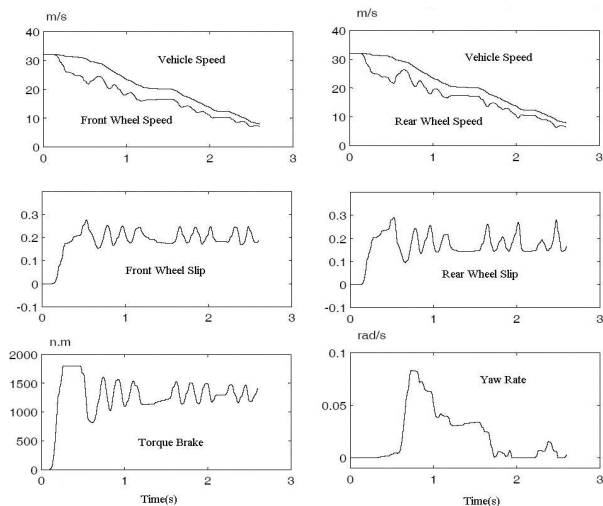 m/s
40
30
20
10
0
Vehicle Speed
Front Wheel Speed
0 1 2 3
m/s
40
30
20
10
0
Vehicle Speed
Rear Wheel Speed
0 1 2 3
0.3
0.2
0.1
0
-0.1
Front Wheel Slip
0 1 2 3
0.3
0.2
0.1
0
-0.1
Rear Wheel Slip
0 1 2 3
n.m
2000
1500
1000
500
0
Torque Brake
0 1 2 3
Time(s)
rad/s
0.1
0.05
0
Yaw Rate
0 1 2 3
Time(s)